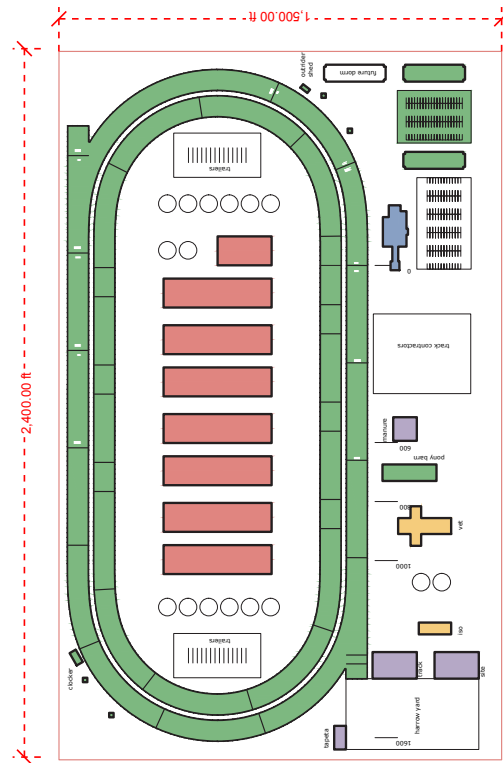 1,500.00 ft
2,400.00 ft
outrider
shed
future dorm
trailers
0
track contractors
manure
600
pony barn
800
vet
1000
iso
track
site
trailers
clocker
harrow yard
tapeta
1600